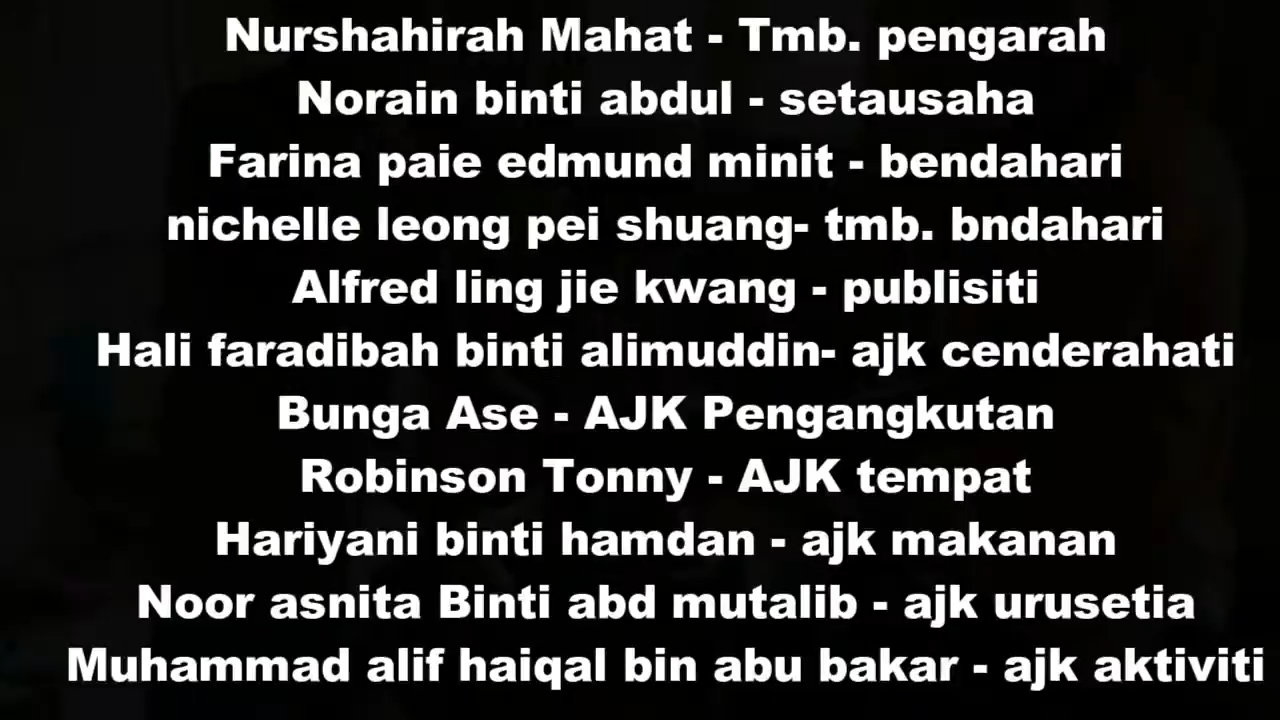 Nurshahirah Mahat - Tmb. pengarah
Norain binti abdul - setausaha
Farina paie edmund minit - bendahari
nichelle leong pei shuang- tmb. bndahari
Alfred ling jie kwang - publisiti
Hali faradibah binti alimuddin- ajk cenderahati
Bunga Ase - AJK Pengangkutan
Robinson Tonny - AJK tempat
Hariyani binti hamdan - ajk makanan
Noor asnita Binti abd mutalib - ajk urusetia
Muhammad alif haiqal bin abu bakar - ajk aktiviti